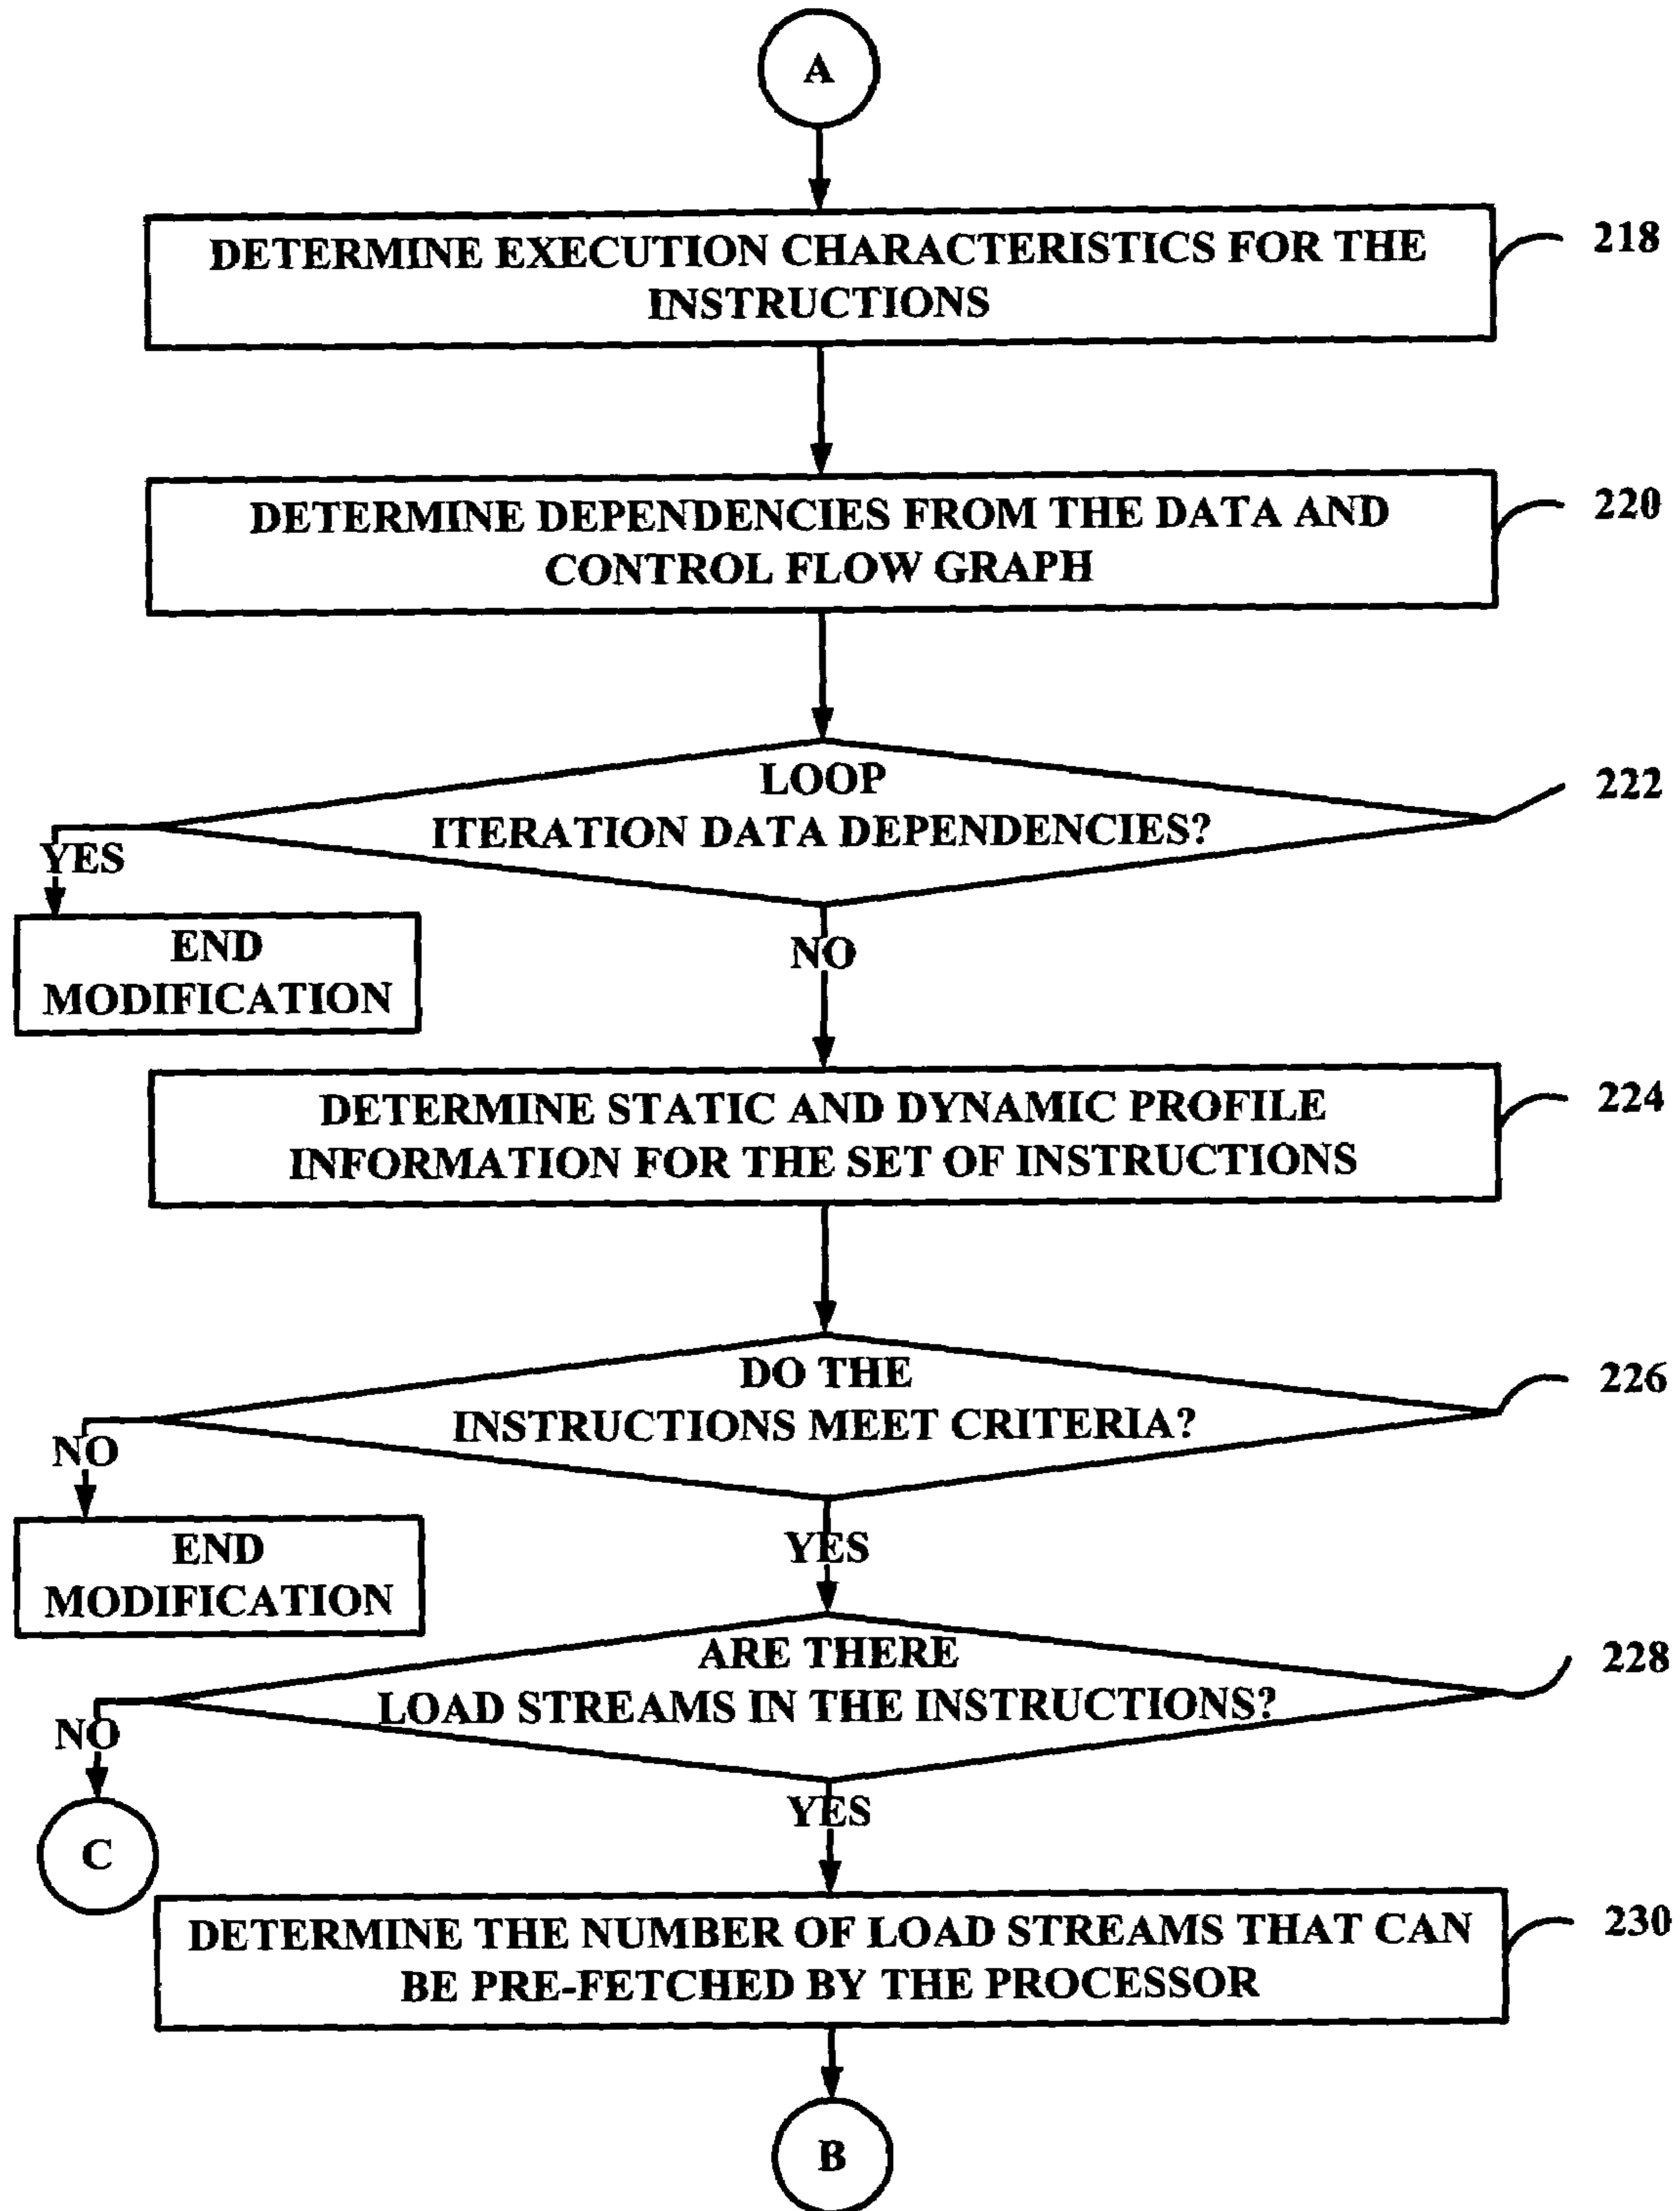 A
DETERMINE EXECUTION CHARACTERISTICS FOR THE
INSTRUCTIONS
218
DETERMINE DEPENDENCIES FROM THE DATA AND
CONTROL FLOW GRAPH
220
LOOP
ITERATION DATA DEPENDENCIES?
222
YES
END
MODIFICATION
NO
DETERMINE STATIC AND DYNAMIC PROFILE
INFORMATION FOR THE SET OF INSTRUCTIONS
224
DO THE
INSTRUCTIONS MEET CRITERIA?
226
NO
END
MODIFICATION
YES
ARE THERE
LOAD STREAMS IN THE INSTRUCTIONS?
228
NO
C
YES
DETERMINE THE NUMBER OF LOAD STREAMS THAT CAN
BE PRE-FETCHED BY THE PROCESSOR
230
B